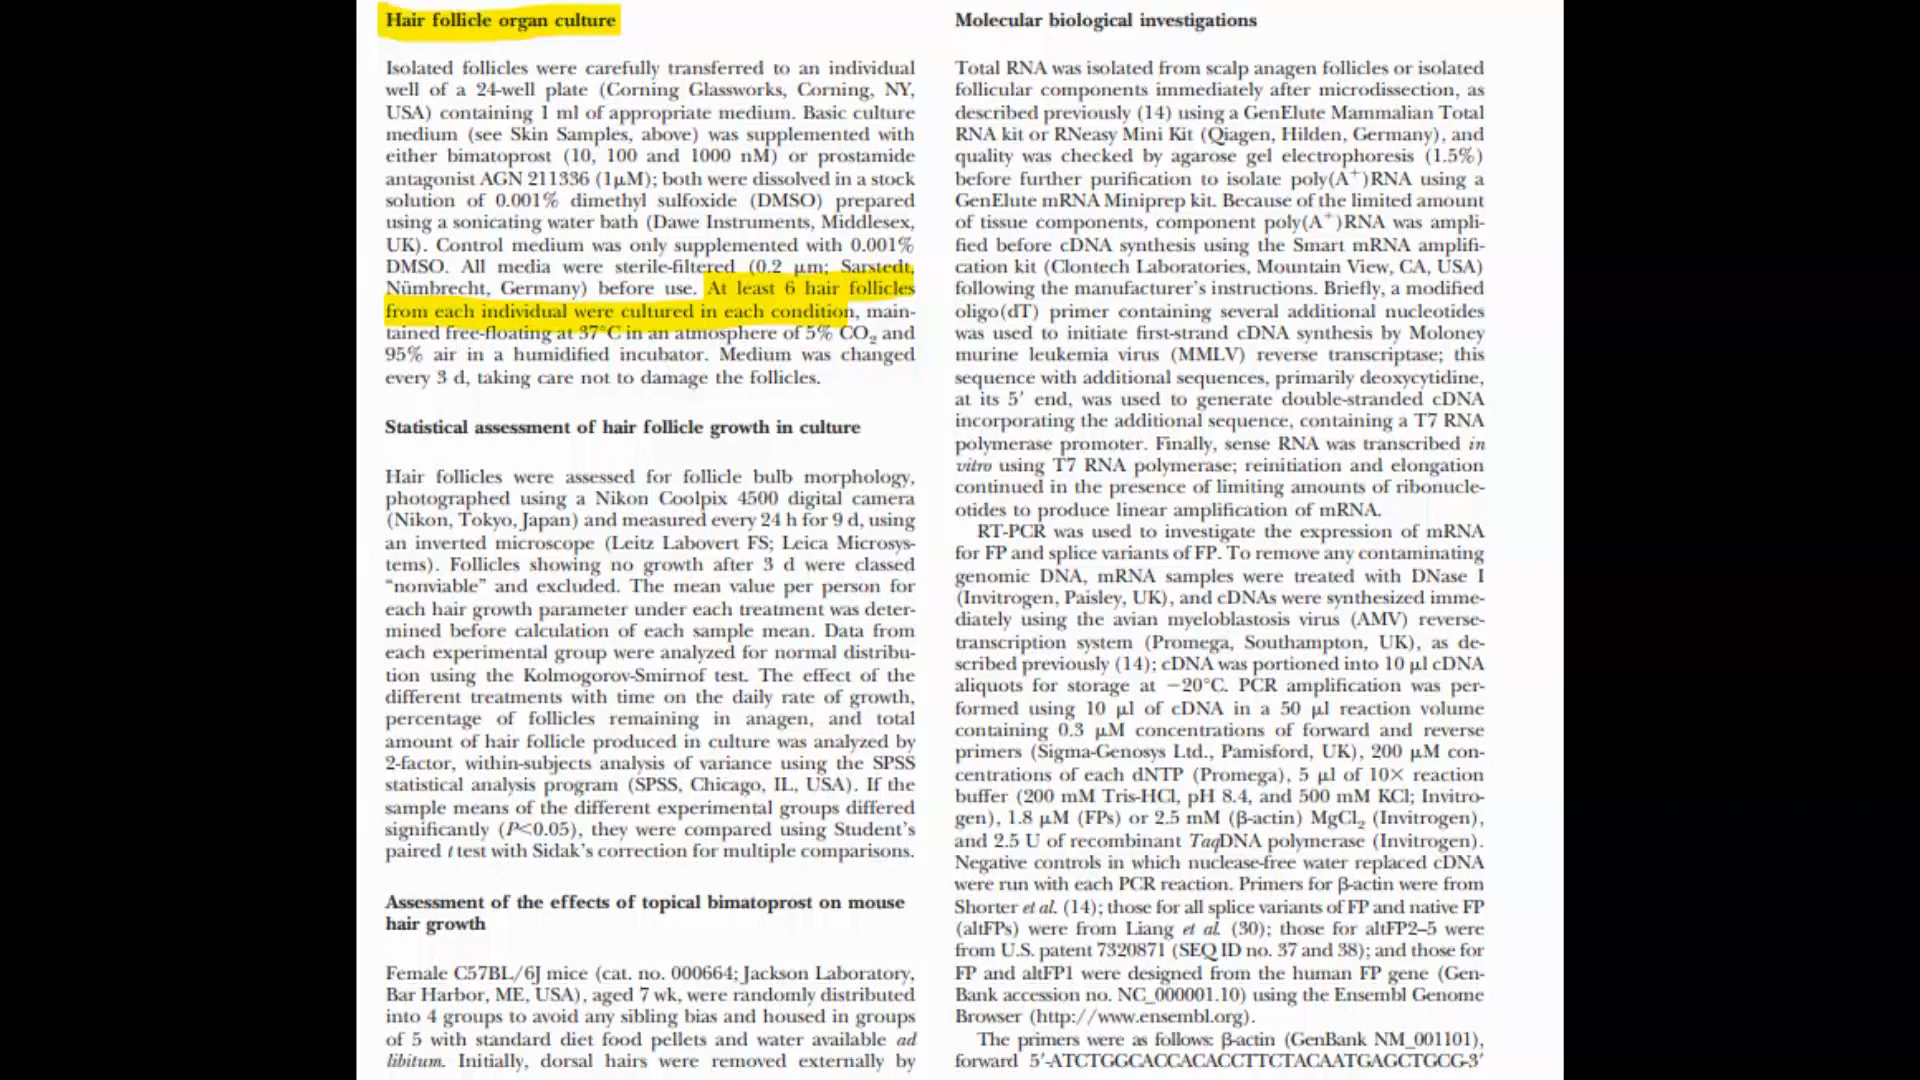 Hair follicle organ culture
Isolated follicles were carefully transferred to an individual
well of a 24-well plate (Corning Glassworks, Corning, NY,
USA) containing 1 ml of appropriate medium. Basic culture
medium (see Skin Samples, above) was supplemented with
either bimatoprost (10, 100 and 1000 nM) or prostamide
antagonist AGN 211336 (1μM); both were dissolved in a stock
solution of 0.001% dimethyl sulfoxide (DMSO) prepared
using a sonicating water bath (Dawe Instruments, Middlesex,
UK). Control medium was only supplemented with 0.001%
DMSO. All media were sterile-filtered (0.2 μm; Sarstedt,
Nümbrecht, Germany) before use. At least 6 hair follicles
from each individual were cultured in each condition, main-
tained free-floating at 37°C in an atmosphere of 5% CO₂ and
95% air in a humidified incubator. Medium was changed
every 3 d, taking care not to damage the follicles.
Statistical assessment of hair follicle growth in culture
Hair follicles were assessed for follicle bulb morphology,
photographed using a Nikon Coolpix 4500 digital camera
(Nikon, Tokyo, Japan) and measured every 24 h for 9 d, using
an inverted microscope (Leitz Labovert FS; Leica Microsys-
tems). Follicles showing no growth after 3 d were classed
“nonviable” and excluded. The mean value per person for
each hair growth parameter under each treatment was deter-
mined before calculation of each sample mean. Data from
each experimental group were analyzed for normal distribu-
tion using the Kolmogorov-Smirnof test. The effect of the
different treatments with time on the daily rate of growth,
percentage of follicles remaining in anagen, and total
amount of hair follicle produced in culture was analyzed by
2-factor, within-subjects analysis of variance using the SPSS
statistical analysis program (SPSS, Chicago, IL, USA). If the
sample means of the different experimental groups differed
significantly (P<0.05), they were compared using Student’s
paired t test with Sidak’s correction for multiple comparisons.
Assessment of the effects of topical bimatoprost on mouse
hair growth
Female C57BL/6J mice (cat. no. 000664; Jackson Laboratory,
Bar Harbor, ME, USA), aged 7 wk, were randomly distributed
into 4 groups to avoid any sibling bias and housed in groups
of 5 with standard diet food pellets and water available ad
libitum. Initially, dorsal hairs were removed externally by
Molecular biological investigations
Total RNA was isolated from scalp anagen follicles or isolated
follicular components immediately after microdissection, as
described previously (14) using a GenElute Mammalian Total
RNA kit or RNeasy Mini Kit (Qiagen, Hilden, Germany), and
quality was checked by agarose gel electrophoresis (1.5%)
before further purification to isolate poly(A⁺)RNA using a
GenElute mRNA Miniprep kit. Because of the limited amount
of tissue components, component poly(A⁺)RNA was ampli-
fied before cDNA synthesis using the Smart mRNA amplifi-
cation kit (Clontech Laboratories, Mountain View, CA, USA)
following the manufacturer’s instructions. Briefly, a modified
oligo(dT) primer containing several additional nucleotides
was used to initiate first-strand cDNA synthesis by Moloney
murine leukemia virus (MMLV) reverse transcriptase; this
sequence with additional sequences, primarily deoxycytidine,
at its 5′ end, was used to generate double-stranded cDNA
incorporating the additional sequence, containing a T7 RNA
polymerase promoter. Finally, sense RNA was transcribed in
vitro using T7 RNA polymerase; reinitiation and elongation
continued in the presence of limiting amounts of ribonucle-
otides to produce linear amplification of mRNA.
RT-PCR was used to investigate the expression of mRNA
for FP and splice variants of FP. To remove any contaminating
genomic DNA, mRNA samples were treated with DNase I
(Invitrogen, Paisley, UK), and cDNAs were synthesized imme-
diately using the avian myeloblastosis virus (AMV) reverse-
transcription system (Promega, Southampton, UK), as de-
scribed previously (14); cDNA was portioned into 10 μl cDNA
aliquots for storage at −20°C. PCR amplification was per-
formed using 10 μl of cDNA in a 50 μl reaction volume
containing 0.3 μM concentrations of forward and reverse
primers (Sigma-Genosys Ltd., Pamisford, UK), 200 μM con-
centrations of each dNTP (Promega), 5 μl of 10× reaction
buffer (200 mM Tris-HCl, pH 8.4, and 500 mM KCl; Invitro-
gen), 1.8 μM (FPs) or 2.5 mM (β-actin) MgCl₂ (Invitrogen),
and 2.5 U of recombinant TaqDNA polymerase (Invitrogen).
Negative controls in which nuclease-free water replaced cDNA
were run with each PCR reaction. Primers for β-actin were from
Shorter et al. (14); those for all splice variants of FP and native FP
(altFPs) were from Liang et al. (30); those for altFP2–5 were
from U.S. patent 7320871 (SEQ ID no. 37 and 38); and those for
FP and altFP1 were designed from the human FP gene (Gen-
Bank accession no. NC_000001.10) using the Ensembl Genome
Browser (http://www.ensembl.org).
The primers were as follows: β-actin (GenBank NM_001101),
forward 5′-ATCTGGCACCACACCTTCTACAATGAGCTGCG-3′